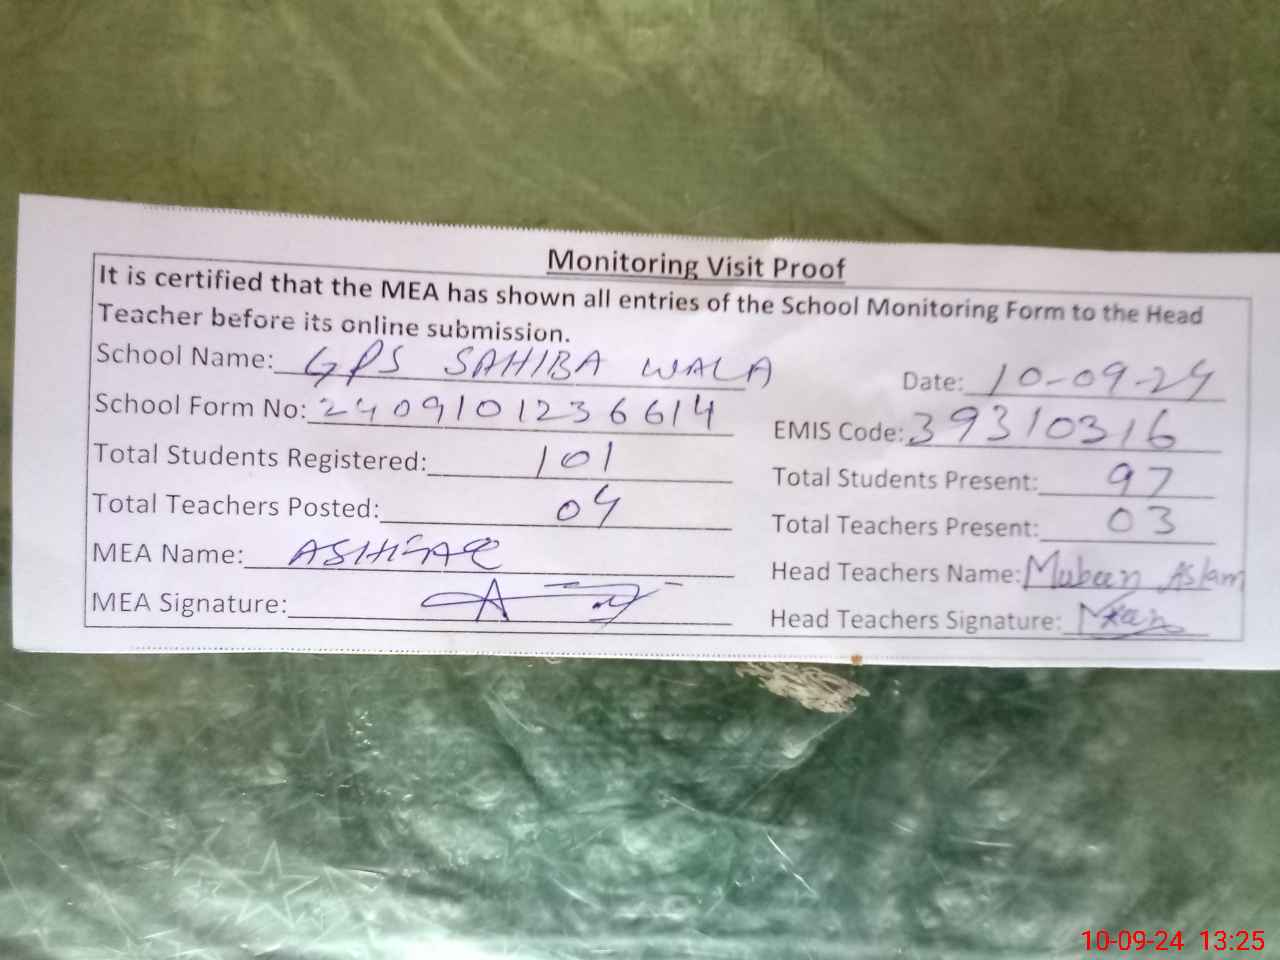 Monitoring Visit Proof
It is certified that the MEA has shown all entries of the School Monitoring Form to the Head
Teacher before its online submission.
School Name: GPS SAHIBA WALA Date: 10-09-24
School Form No: 2409101236614 EMIS Code: 39310316
Total Students Registered: 101 Total Students Present: 97
Total Teachers Posted: 04 Total Teachers Present: 03
MEA Name: ASHFAQ Head Teachers Name: Mubeen Aslam
MEA Signature: Head Teachers Signature:
10-09-24 13:25